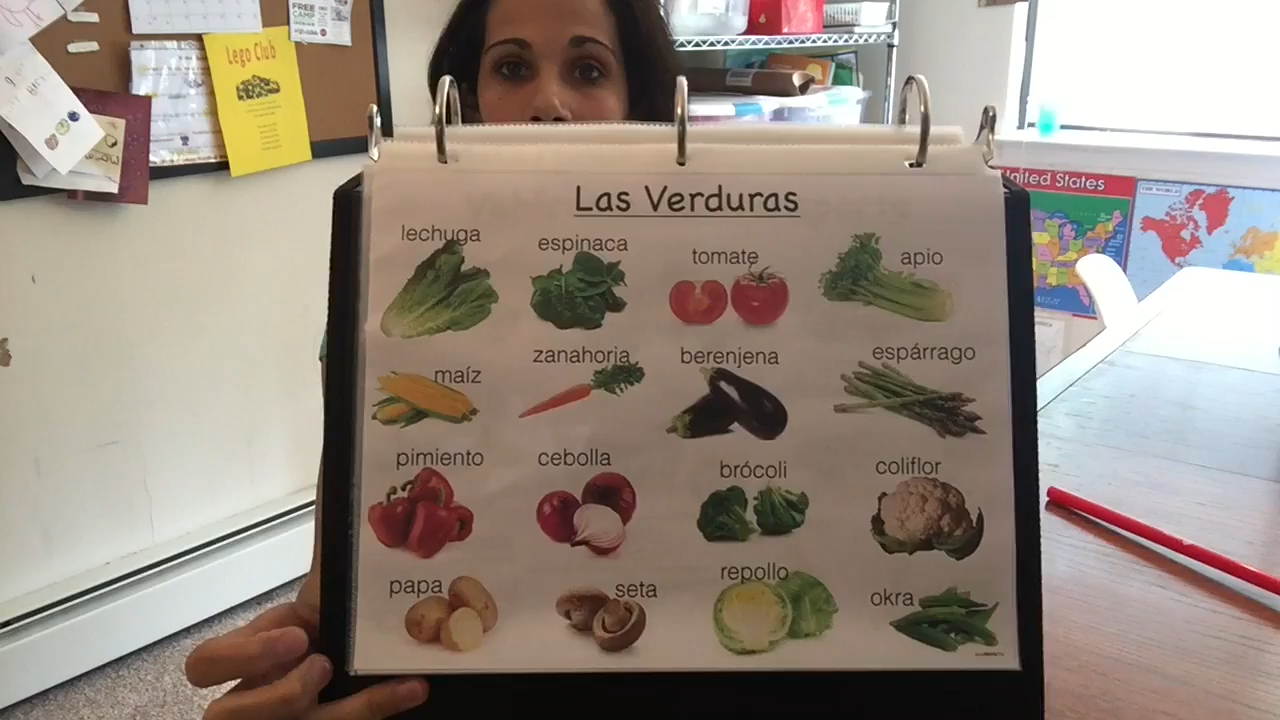 Lego Club
FREE
CAMP
United States
THE WORLD
Las Verduras
lechuga
espinaca
tomate
apio
maíz
zanahoria
berenjena
espárrago
pimiento
cebolla
brócoli
coliflor
papa
seta
repollo
okra